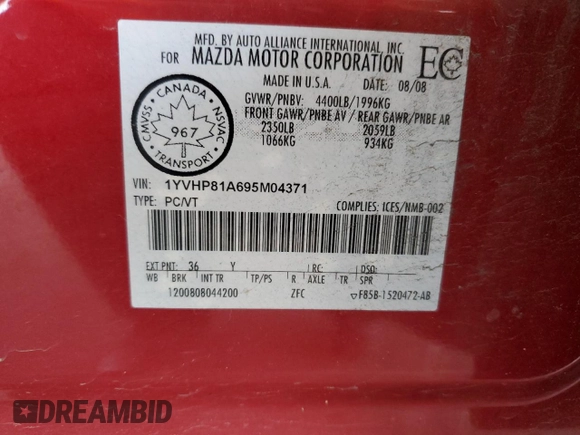 MFD. BY AUTO ALLIANCE INTERNATIONAL, INC.
FOR MAZDA MOTOR CORPORATION
EC
MADE IN U.S.A. DATE: 08/08
GVWR/PNBV: 4400LB/1996KG
FRONT GAWR/PNBE AV / REAR GAWR/PNBE AR
2350LB 2059LB
1066KG 934KG
CANADA
CMVSS NSVAC
967
TRANSPORT
VIN: 1YVHP81A695M04371
TYPE: PC/VT COMPLIES: ICES/NMB-002
EXT PNT: 36 Y RC: DSO:
WB BRK INT TR TP/PS R AXLE TR SPR
1200808044200 ZFC F85B-1520472-AB
DREAMBID